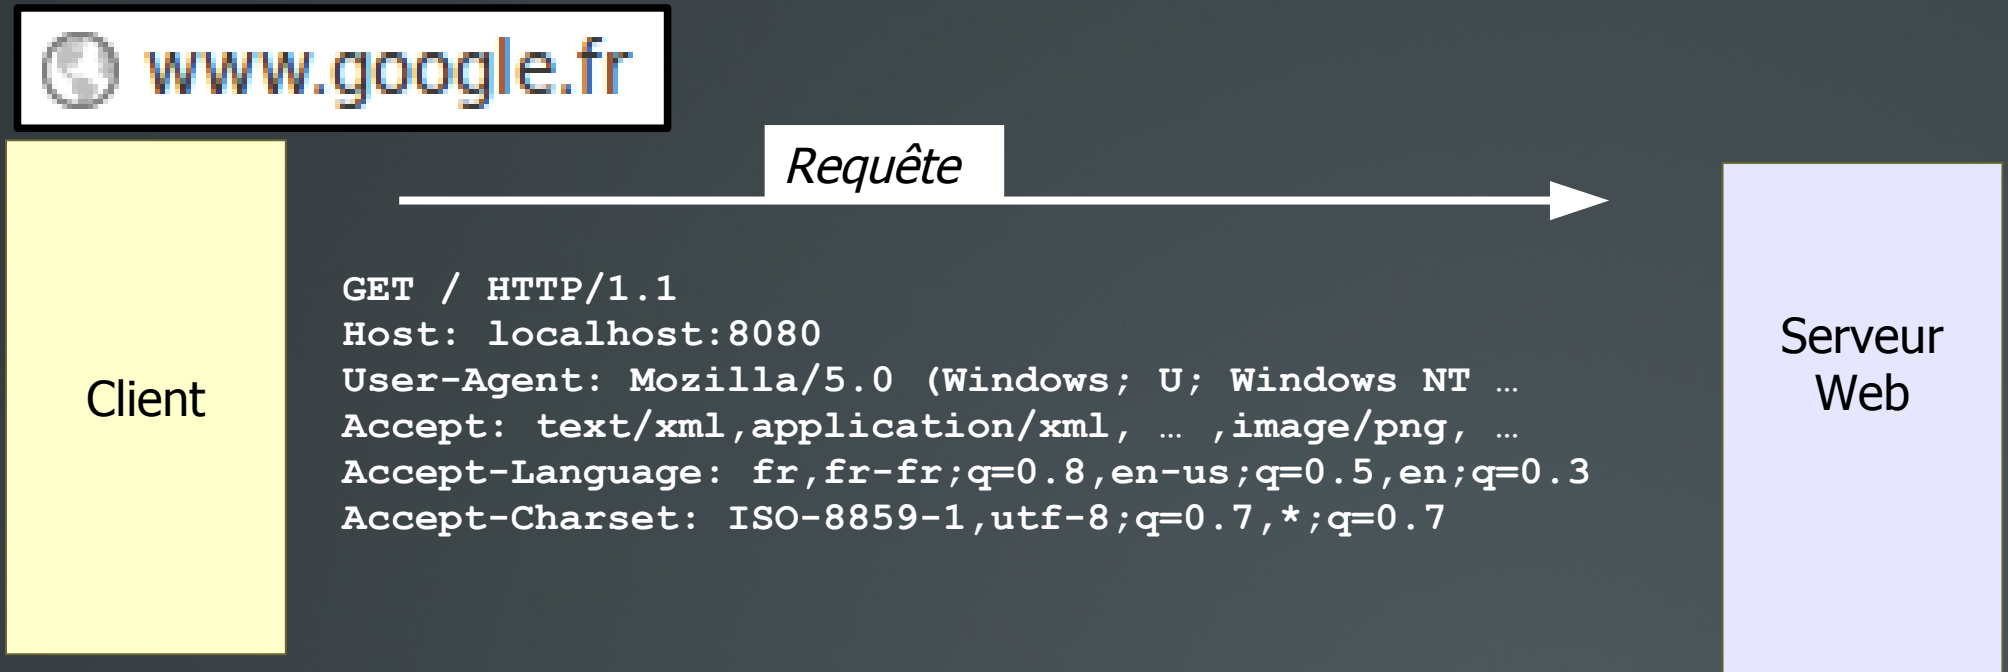 www.google.fr
Requête
Client
GET / HTTP/1.1
Host: localhost:8080
User-Agent: Mozilla/5.0 (Windows; U; Windows NT …
Accept: text/xml,application/xml, … ,image/png, …
Accept-Language: fr,fr-fr;q=0.8,en-us;q=0.5,en;q=0.3
Accept-Charset: ISO-8859-1,utf-8;q=0.7,*;q=0.7
Serveur
Web